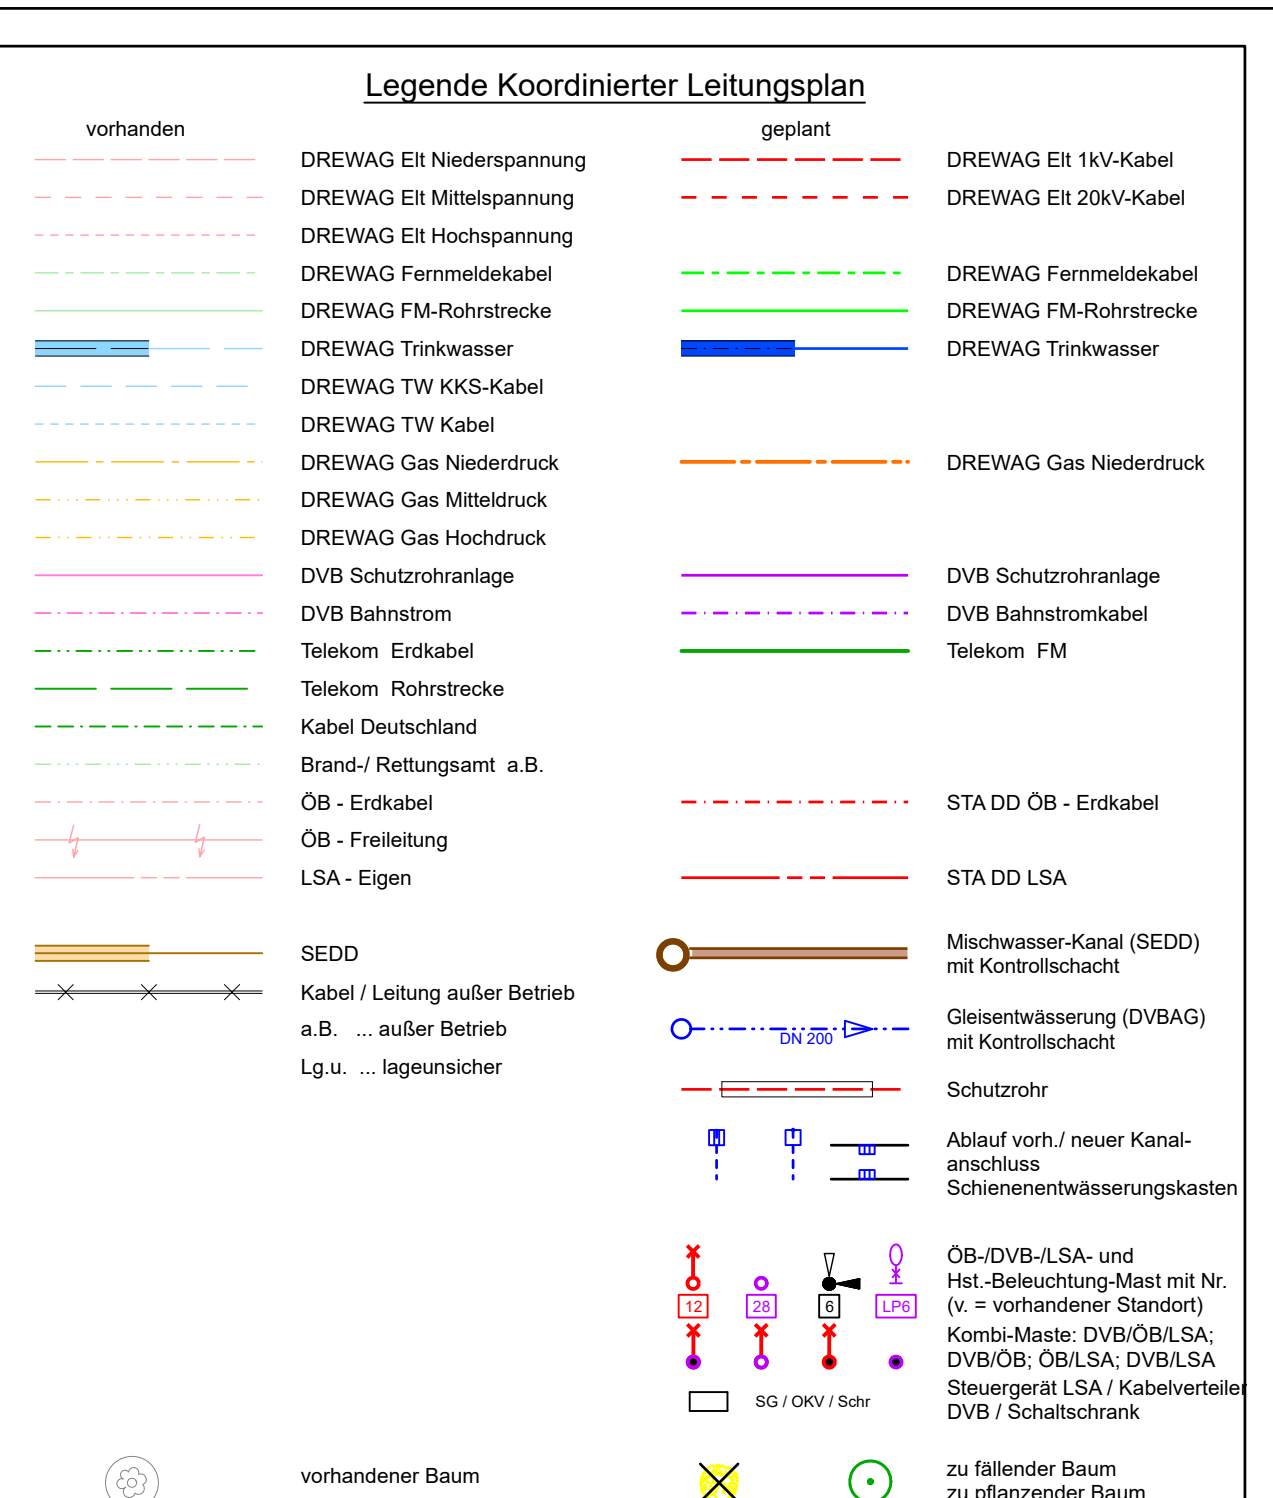 Legende Koordinierter Leitungsplan
vorhanden
geplant
DREWAG Elt Niederspannung
DREWAG Elt 1kV-Kabel
DREWAG Elt Mittelspannung
DREWAG Elt 20kV-Kabel
DREWAG Elt Hochspannung
DREWAG Fernmeldekabel
DREWAG Fernmeldekabel
DREWAG FM-Rohrstrecke
DREWAG FM-Rohrstrecke
DREWAG Trinkwasser
DREWAG Trinkwasser
DREWAG TW KKS-Kabel
DREWAG TW Kabel
DREWAG Gas Niederdruck
DREWAG Gas Niederdruck
DREWAG Gas Mitteldruck
DREWAG Gas Hochdruck
DVB Schutzrohranlage
DVB Schutzrohranlage
DVB Bahnstrom
DVB Bahnstromkabel
Telekom Erdkabel
Telekom FM
Telekom Rohrstrecke
Kabel Deutschland
Brand-/ Rettungsamt a.B.
ÖB - Erdkabel
STA DD ÖB - Erdkabel
ÖB - Freileitung
LSA - Eigen
STA DD LSA
SEDD
Mischwasser-Kanal (SEDD)
mit Kontrollschacht
Kabel / Leitung außer Betrieb
a.B. ... außer Betrieb
DN 200
Gleisentwässerung (DVBAG)
mit Kontrollschacht
Lg.u. ... lageunsicher
Schutzrohr
Ablauf vorh./ neuer Kanal-
anschluss
Schienenentwässerungskasten
12 28 6 LP6
ÖB-/DVB-/LSA- und
Hst.-Beleuchtung-Mast mit Nr.
(v. = vorhandener Standort)
Kombi-Maste: DVB/ÖB/LSA;
DVB/ÖB; ÖB/LSA; DVB/LSA
SG / OKV / Schr
Steuergerät LSA / Kabelverteiler
DVB / Schaltschrank
vorhandener Baum
zu fällender Baum
zu pflanzender Baum